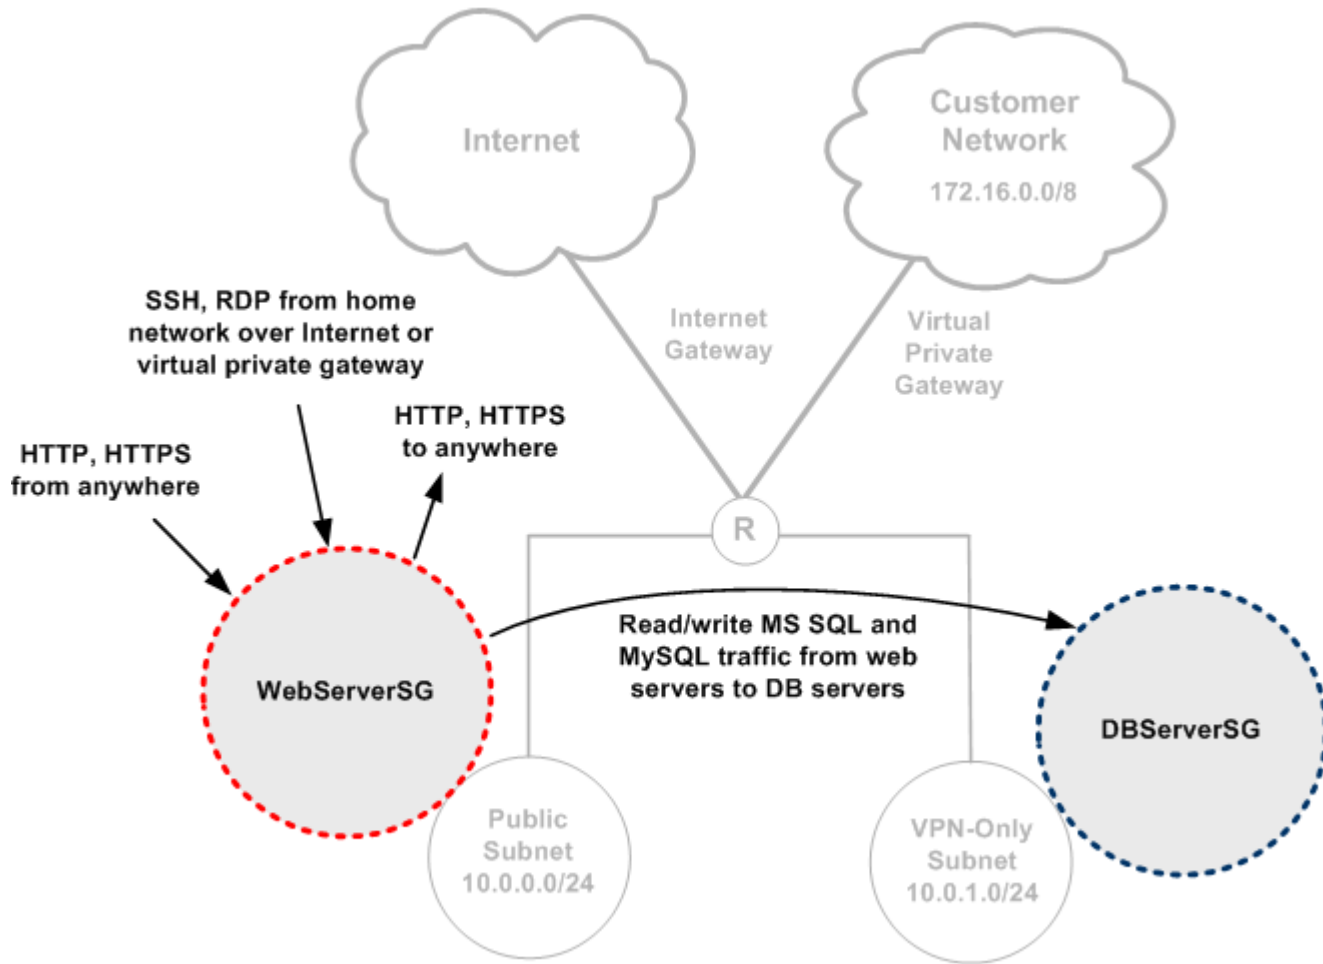 Internet
Customer
Network
172.16.0.0/8
SSH, RDP from home
network over Internet or
virtual private gateway
Internet
Gateway
Virtual
Private
Gateway
HTTP, HTTPS
to anywhere
HTTP, HTTPS
from anywhere
R
Read/write MS SQL and
MySQL traffic from web
servers to DB servers
WebServerSG
DBServerSG
Public
Subnet
10.0.0.0/24
VPN-Only
Subnet
10.0.1.0/24